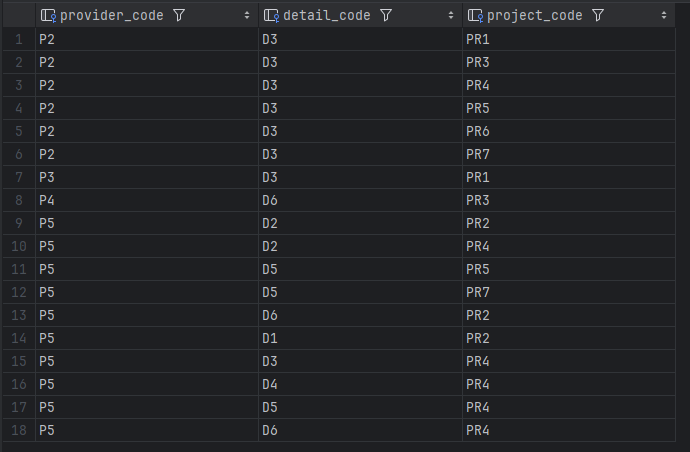 provider_code detail_code project_code
1 P2 D3 PR1
2 P2 D3 PR3
3 P2 D3 PR4
4 P2 D3 PR5
5 P2 D3 PR6
6 P2 D3 PR7
7 P3 D3 PR1
8 P4 D6 PR3
9 P5 D2 PR2
10 P5 D2 PR4
11 P5 D5 PR5
12 P5 D5 PR7
13 P5 D6 PR2
14 P5 D1 PR2
15 P5 D3 PR4
16 P5 D4 PR4
17 P5 D5 PR4
18 P5 D6 PR4